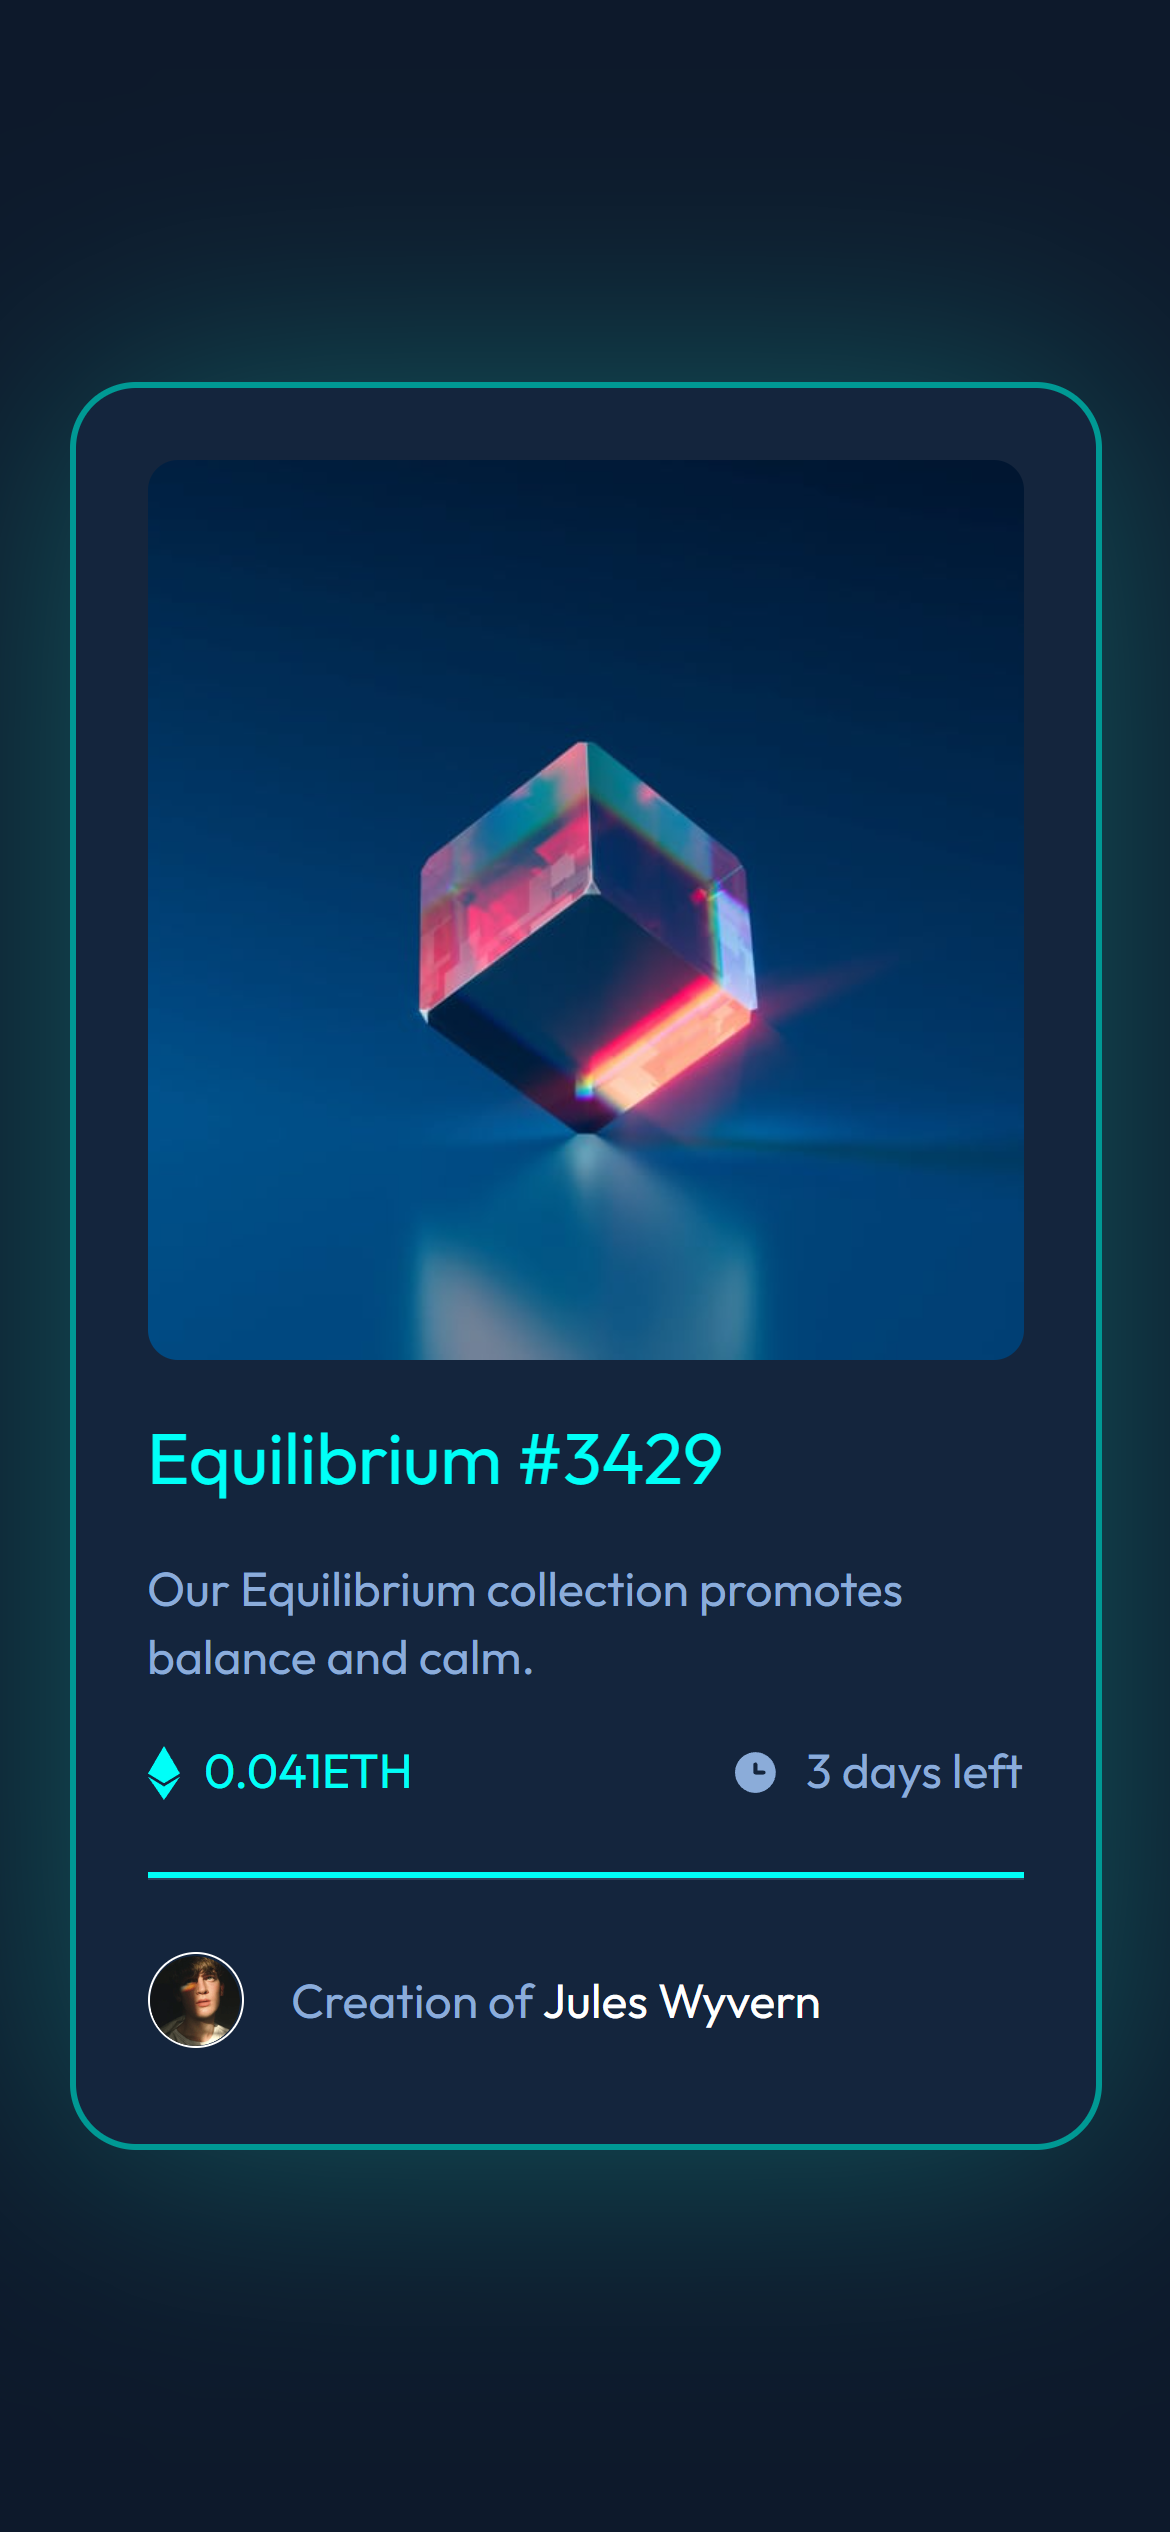 Equilibrium #3429
Our Equilibrium collection promotes
balance and calm.
0.041ETH
3 days left
Creation of Jules Wyvern